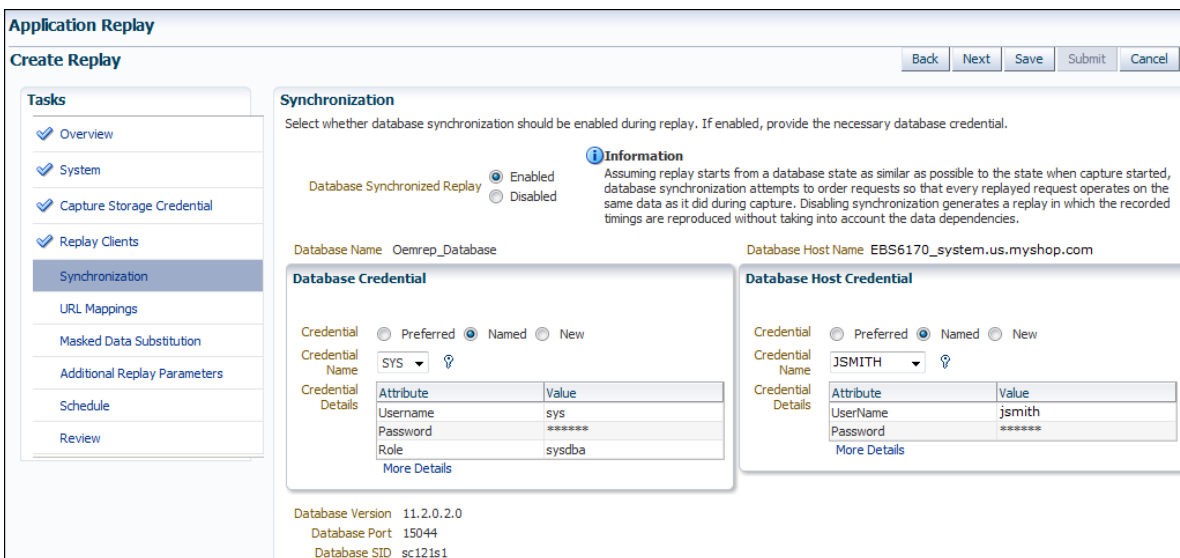 Application Replay
Create Replay
Back Next Save Submit Cancel
Tasks
Overview
System
Capture Storage Credential
Replay Clients
Synchronization
URL Mappings
Masked Data Substitution
Additional Replay Parameters
Schedule
Review
Synchronization
Select whether database synchronization should be enabled during replay. If enabled, provide the necessary database credential.
Database Synchronized Replay
Enabled
Disabled
Information
Assuming replay starts from a database state as similar as possible to the state when capture started,
database synchronization attempts to order requests so that every replayed request operates on the
same data as it did during capture. Disabling synchronization generates a replay in which the recorded
timings are reproduced without taking into account the data dependencies.
Database Name Oemrep_Database
Database Host Name EBS6170_system.us.myshop.com
Database Credential
Credential Preferred Named New
Credential
Name
SYS
Credential
Details
Attribute Value
Username sys
Password ******
Role sysdba
More Details
Database Host Credential
Credential Preferred Named New
Credential
Name
JSMITH
Credential
Details
Attribute Value
UserName jsmith
Password ******
More Details
Database Version 11.2.0.2.0
Database Port 15044
Database SID sc121s1